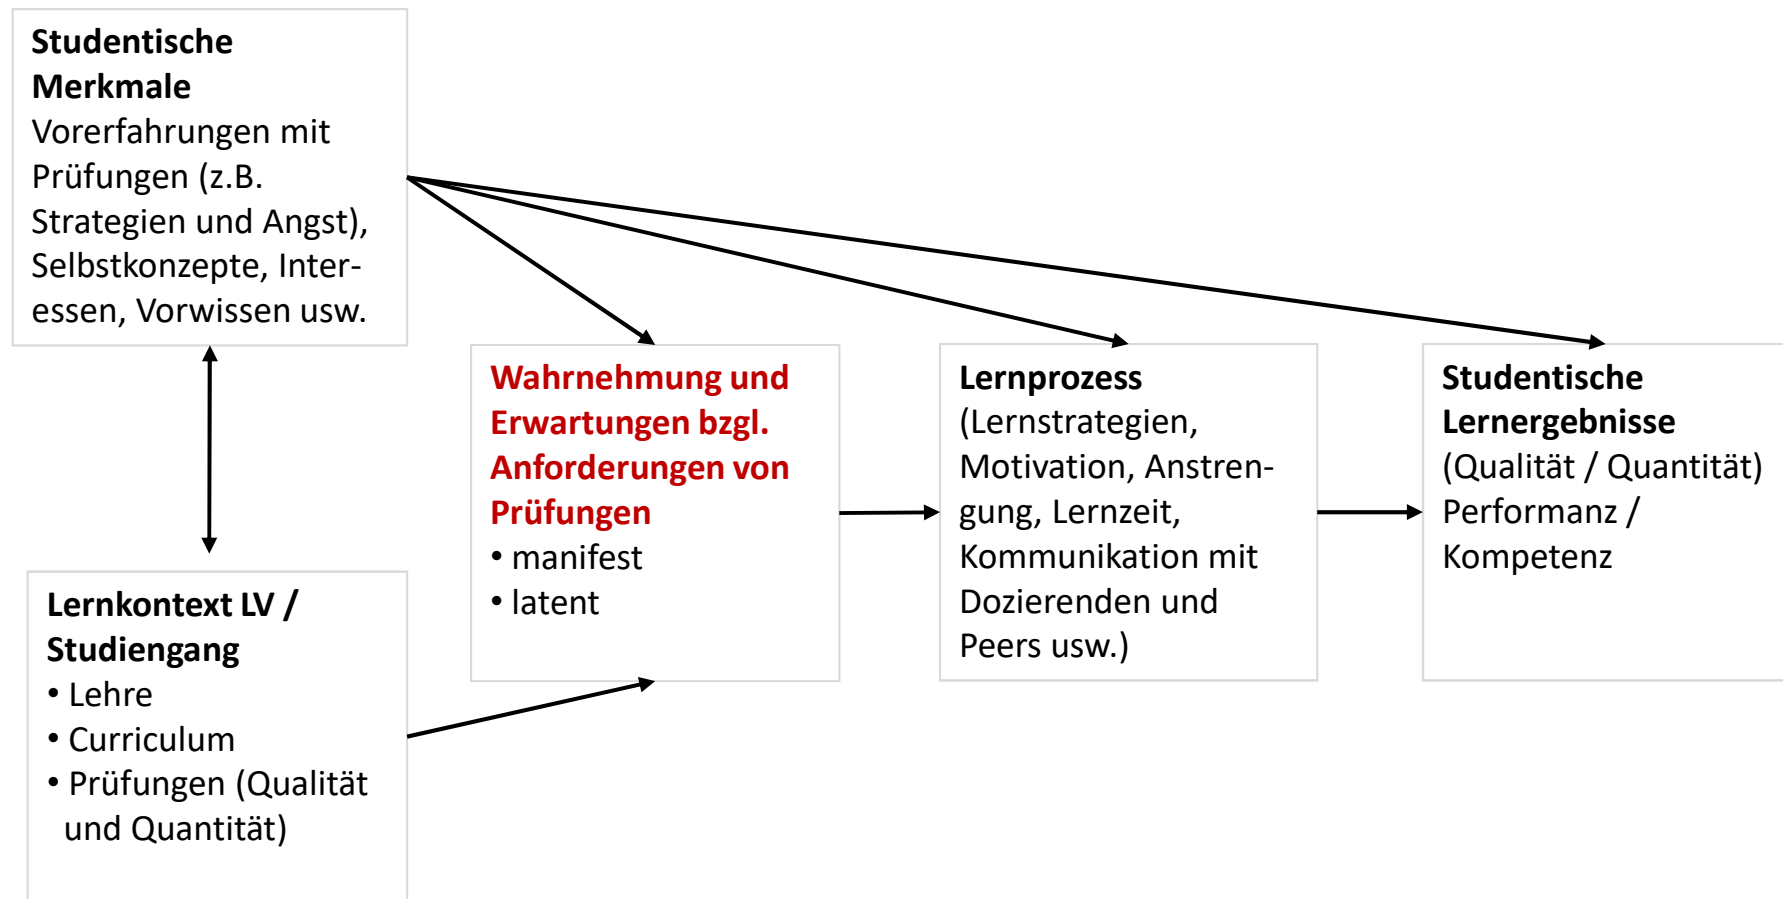 Studentische
Merkmale
Vorerfahrungen mit
Prüfungen (z.B.
Strategien und Angst),
Selbstkonzepte, Inter-
essen, Vorwissen usw.
Lernkontext LV /
Studiengang
• Lehre
• Curriculum
• Prüfungen (Qualität
und Quantität)
Wahrnehmung und
Erwartungen bzgl.
Anforderungen von
Prüfungen
• manifest
• latent
Lernprozess
(Lernstrategien,
Motivation, Anstren-
gung, Lernzeit,
Kommunikation mit
Dozierenden und
Peers usw.)
Studentische
Lernergebnisse
(Qualität / Quantität)
Performanz /
Kompetenz